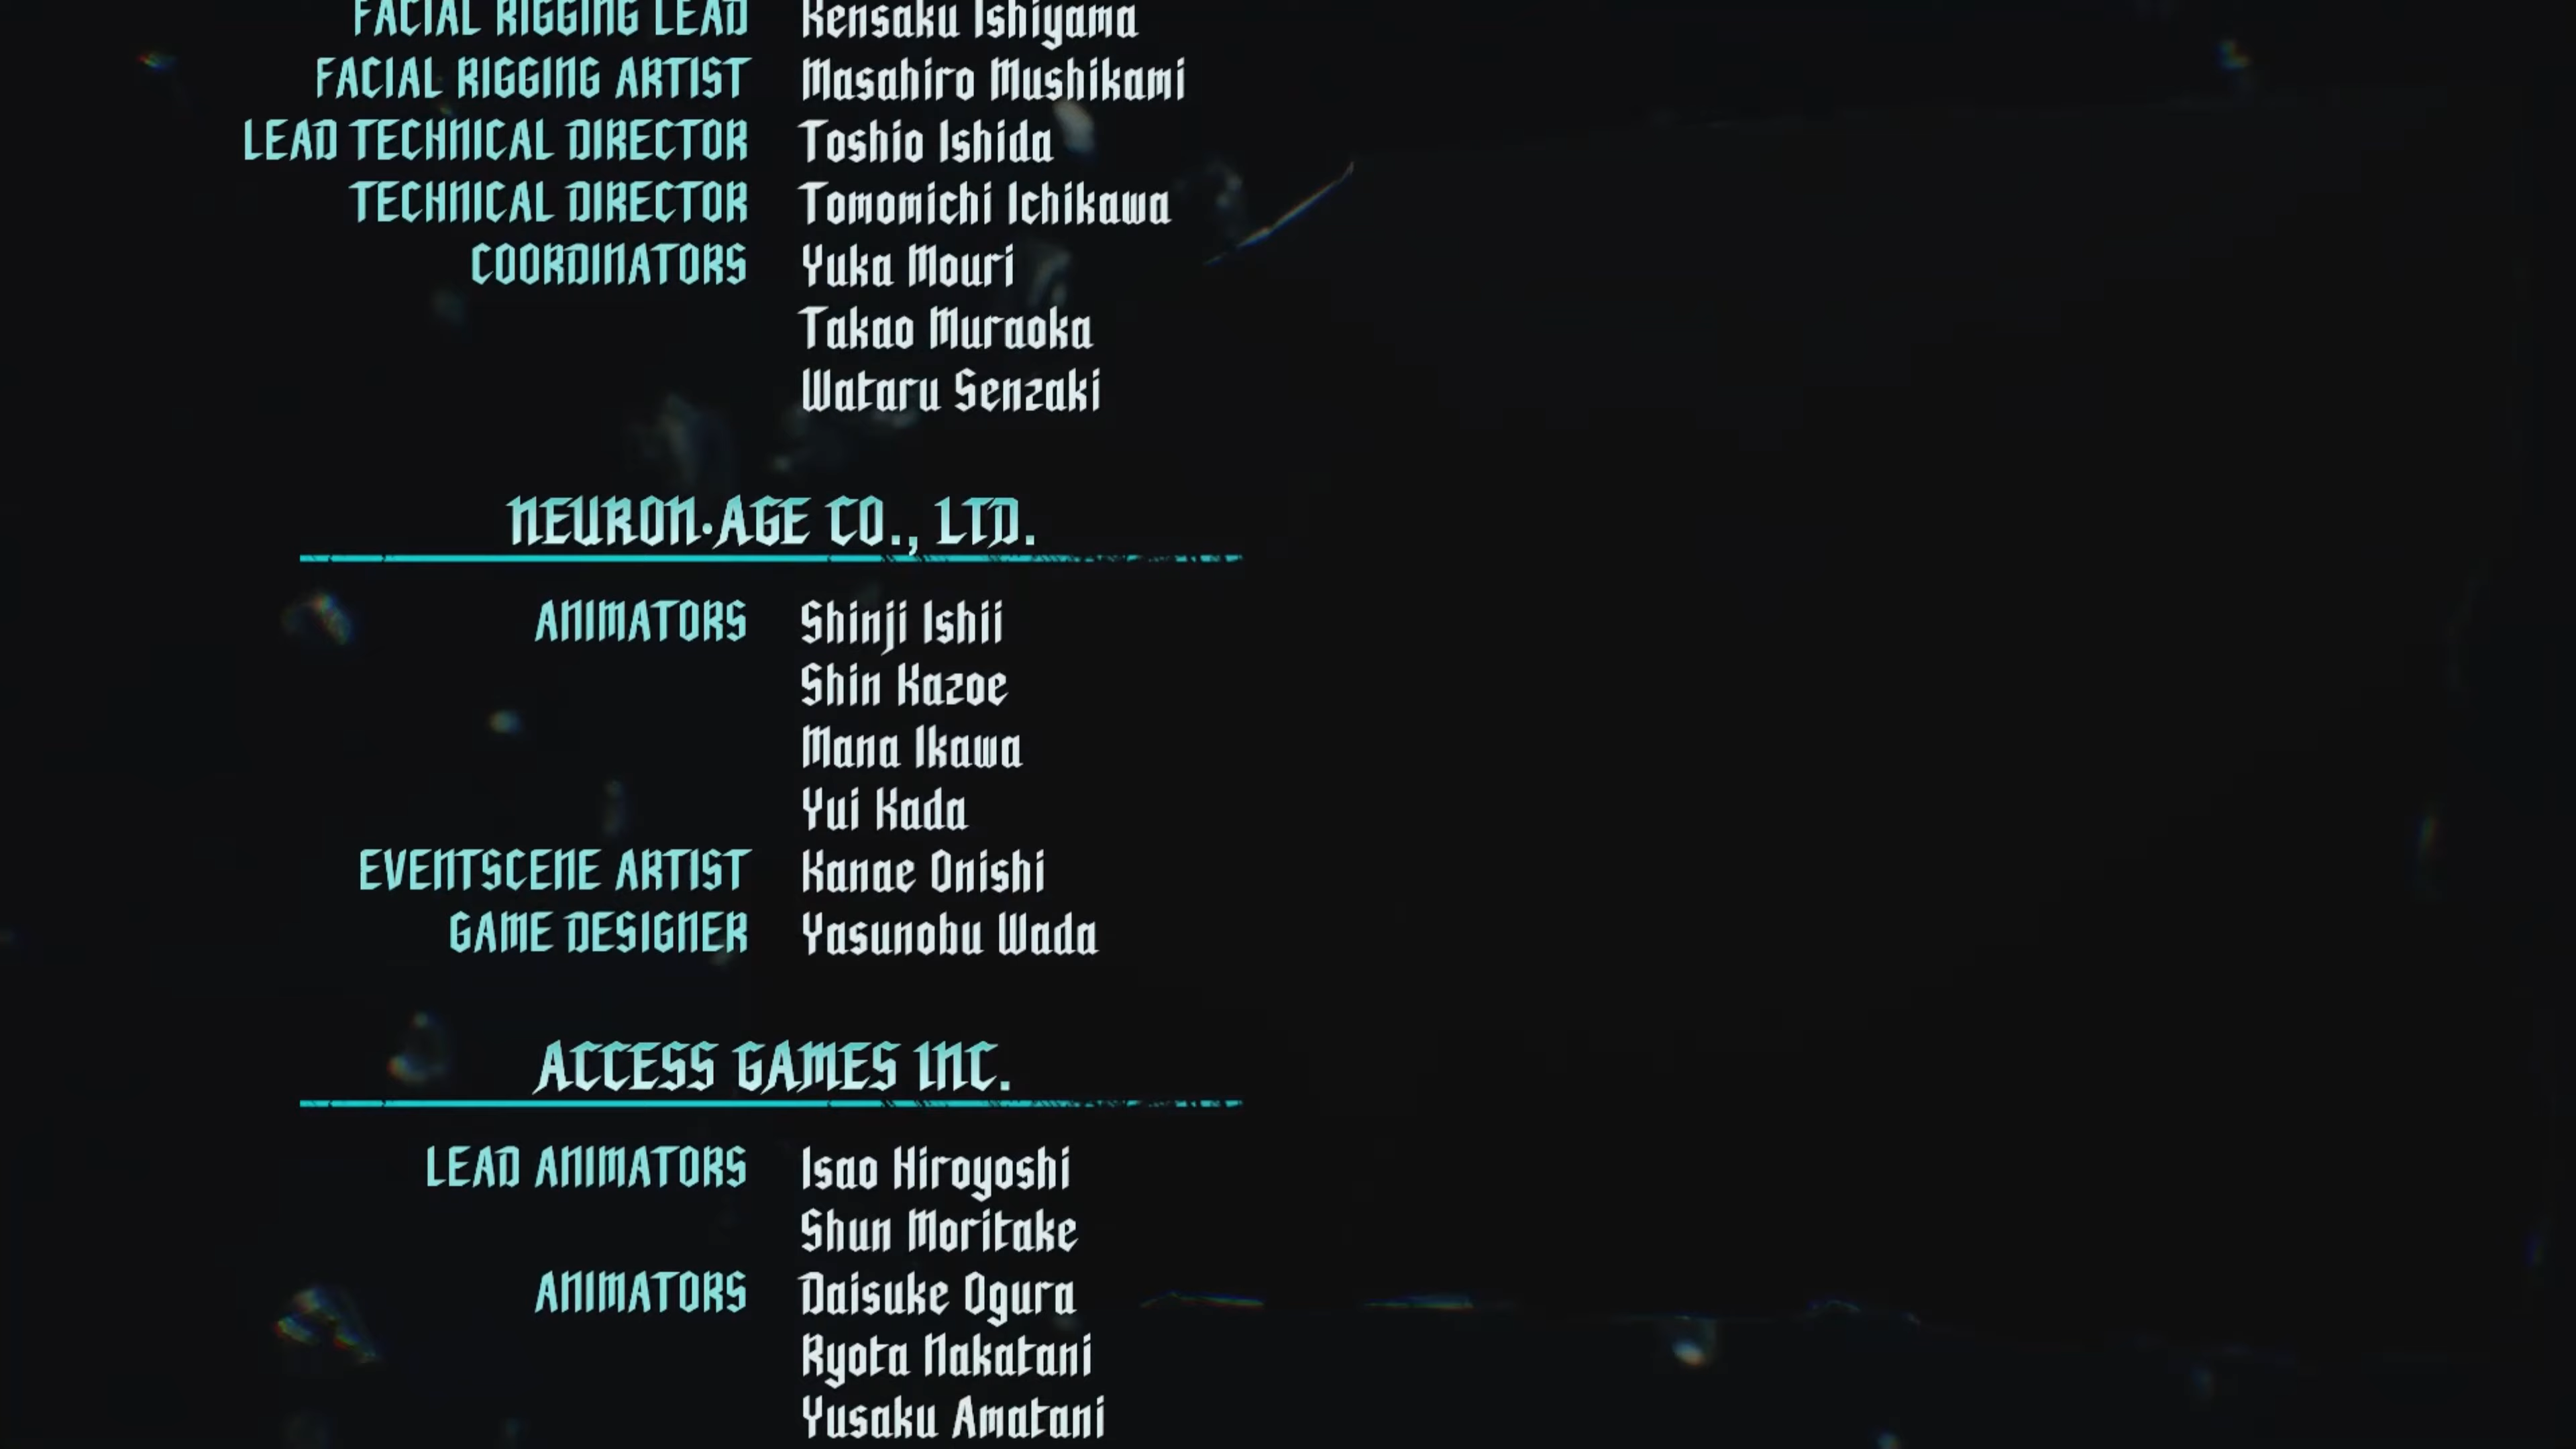 FACIAL RIGGING LEAD Kensaku Ishiyama
FACIAL RIGGING ARTIST Masahiro Mushikami
LEAD TECHNICAL DIRECTOR Toshio Ishida
TECHNICAL DIRECTOR Tomomichi Ichikawa
COORDINATORS Yuka Mouri
Takao Muraoka
Wataru Senzaki
NEURON·AGE CO., LTD.
ANIMATORS Shinji Ishii
Shin Kazoe
Mana Ikawa
Yui Kada
EVENTSCENE ARTIST Kanae Onishi
GAME DESIGNER Yasunobu Wada
ACCESS GAMES INC.
LEAD ANIMATORS Isao Hiroyoshi
Shun Moritake
ANIMATORS Daisuke Ogura
Ryota Nakatani
Yusaku Amatani